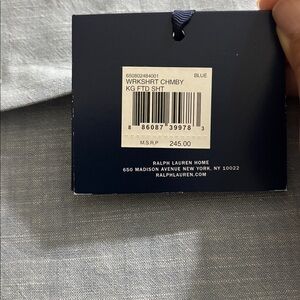 650802484001 BLUE
WRKSHRT CHMBY
KG FTD SHT
8 86087 39978 3
M.S.R.P 245.00
RALPH LAUREN HOME
650 MADISON AVENUE NEW YORK, NY 10022
RALPHLAUREN.COM